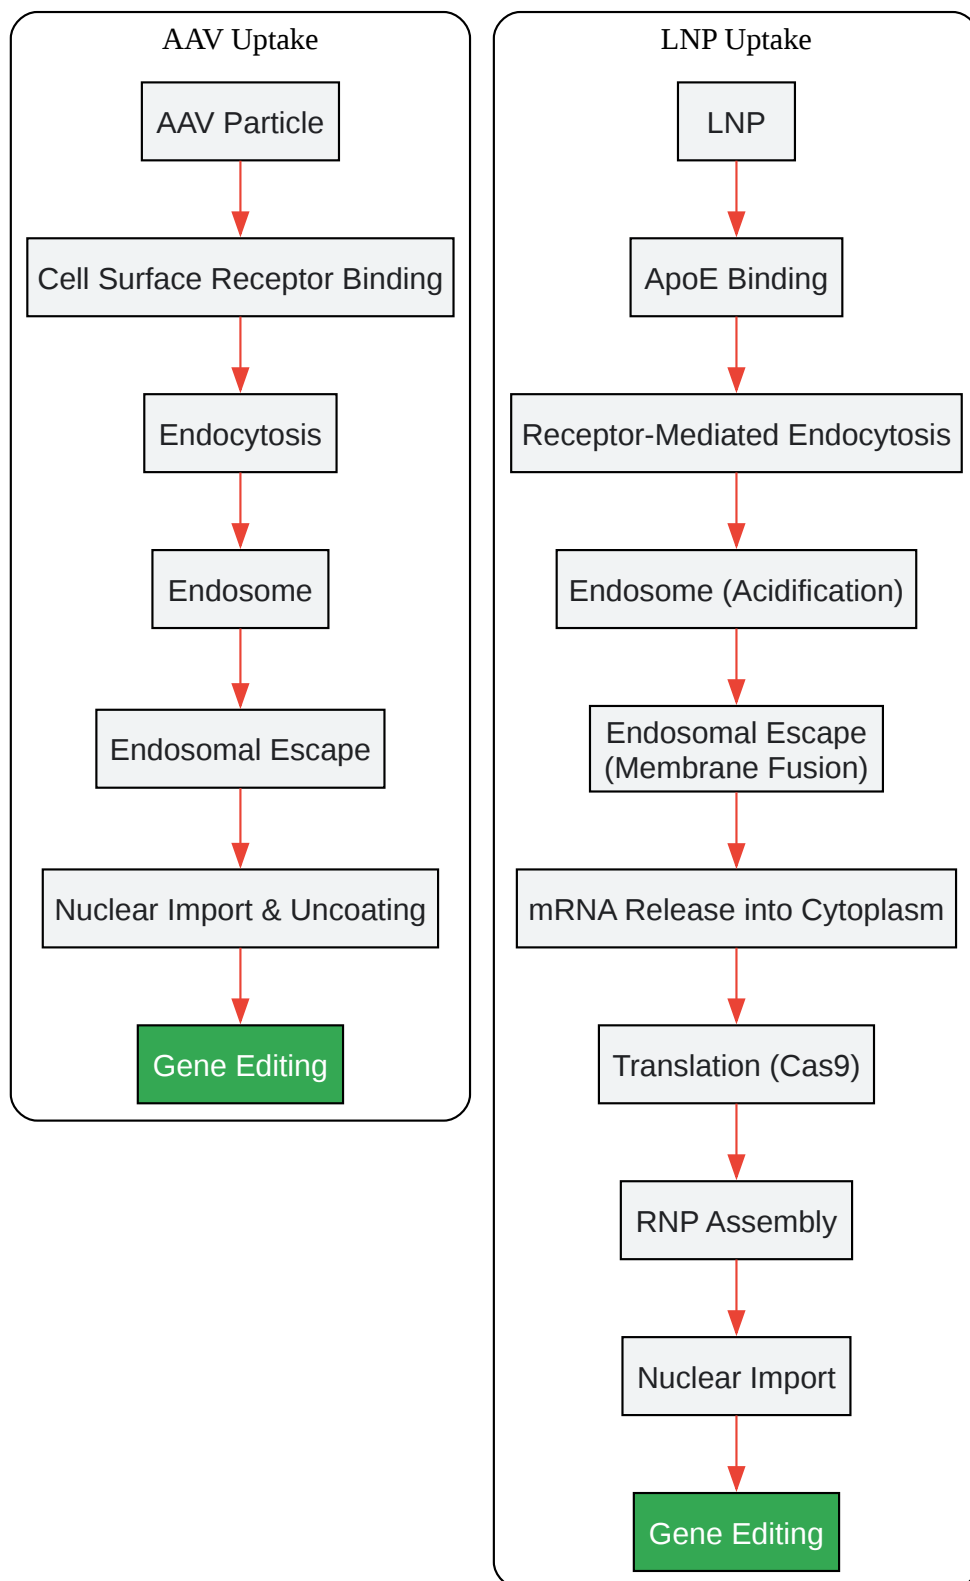 AAV Uptake
AAV Particle
Cell Surface Receptor Binding
Endocytosis
Endosome
Endosomal Escape
Nuclear Import & Uncoating
Gene Editing
LNP Uptake
LNP
ApoE Binding
Receptor-Mediated Endocytosis
Endosome (Acidification)
Endosomal Escape
(Membrane Fusion)
mRNA Release into Cytoplasm
Translation (Cas9)
RNP Assembly
Nuclear Import
Gene Editing